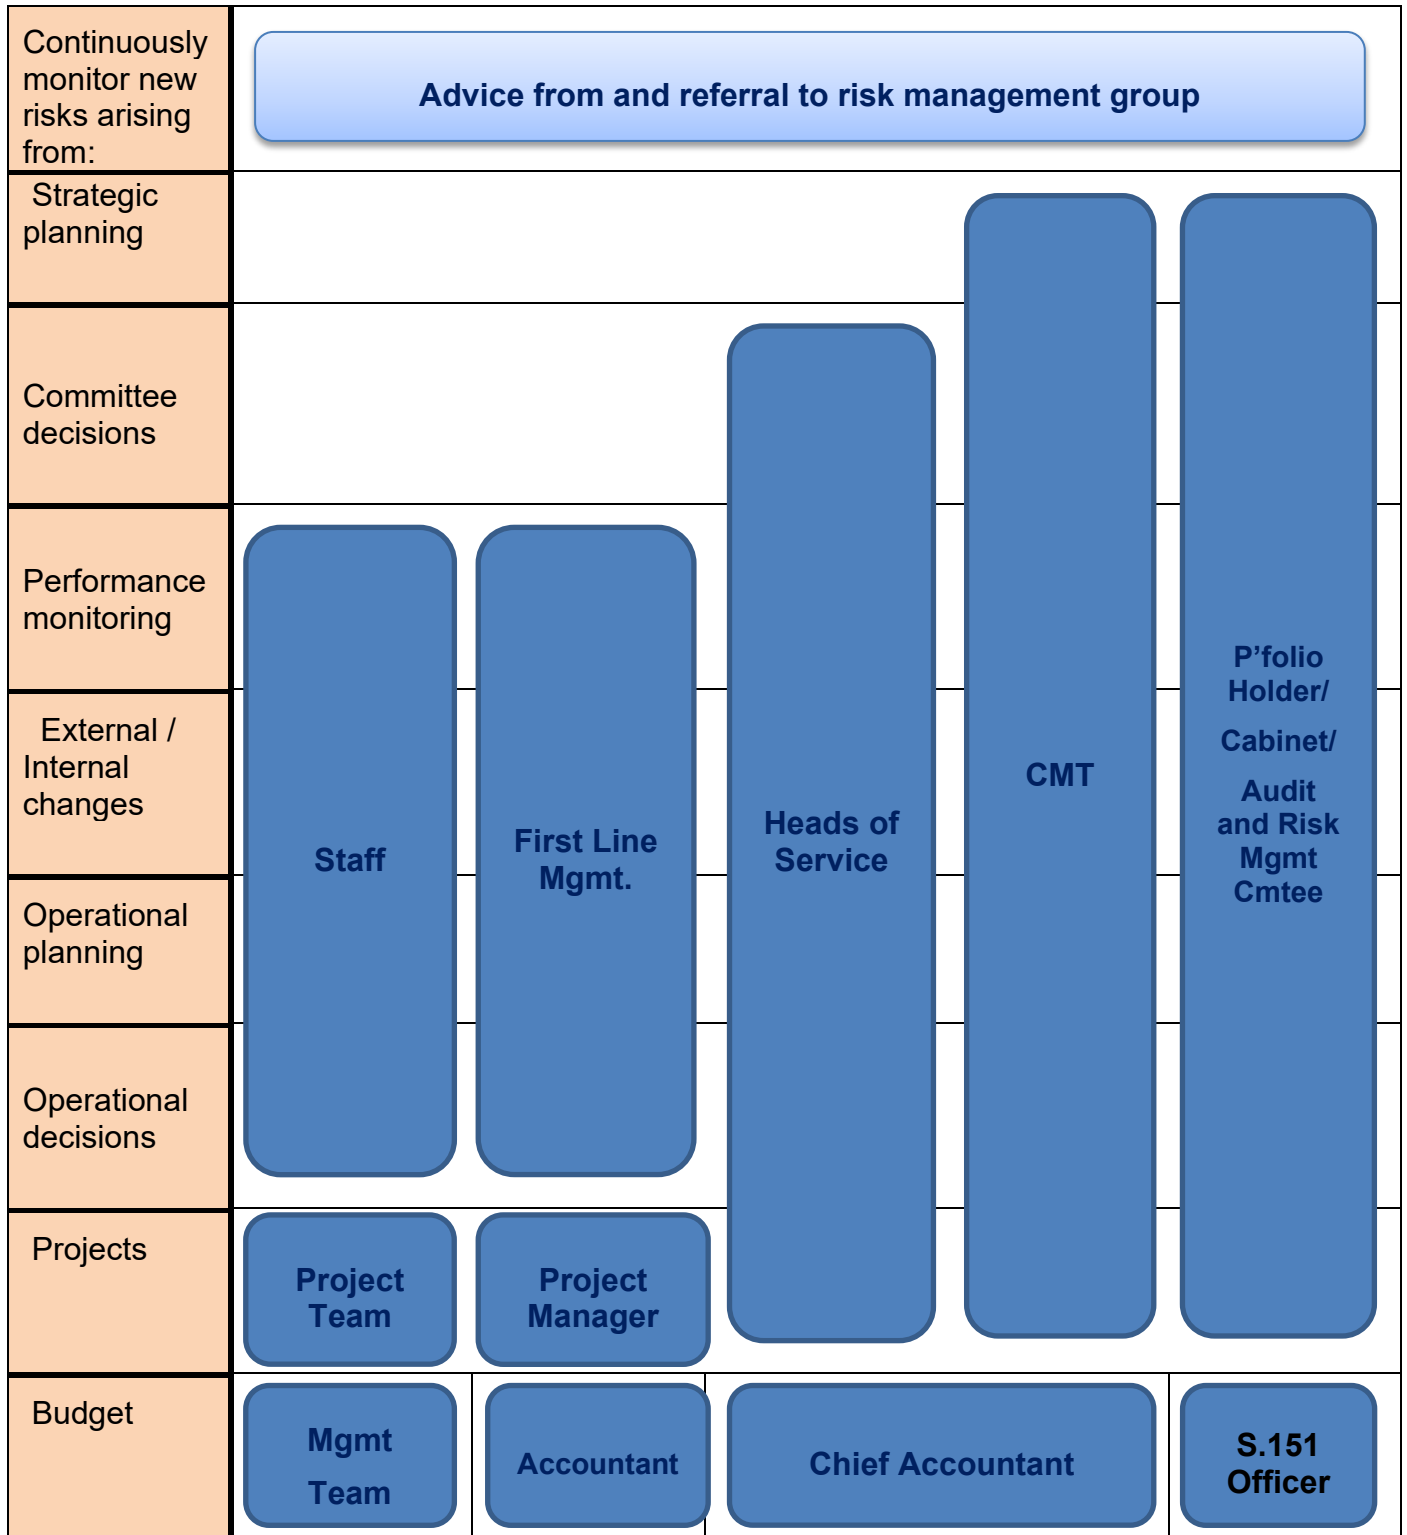 Continuously
monitor new
risks arising
from:
Advice from and referral to risk management group
Strategic
planning
Committee
decisions
Performance
monitoring
External /
Internal
changes
Operational
planning
Operational
decisions
Staff
First Line
Mgmt.
Heads of
Service
CMT
P’folio
Holder/
Cabinet/
Audit
and Risk
Mgmt
Cmtee
Projects
Project
Team
Project
Manager
Budget
Mgmt
Team
Accountant
Chief Accountant
S.151
Officer